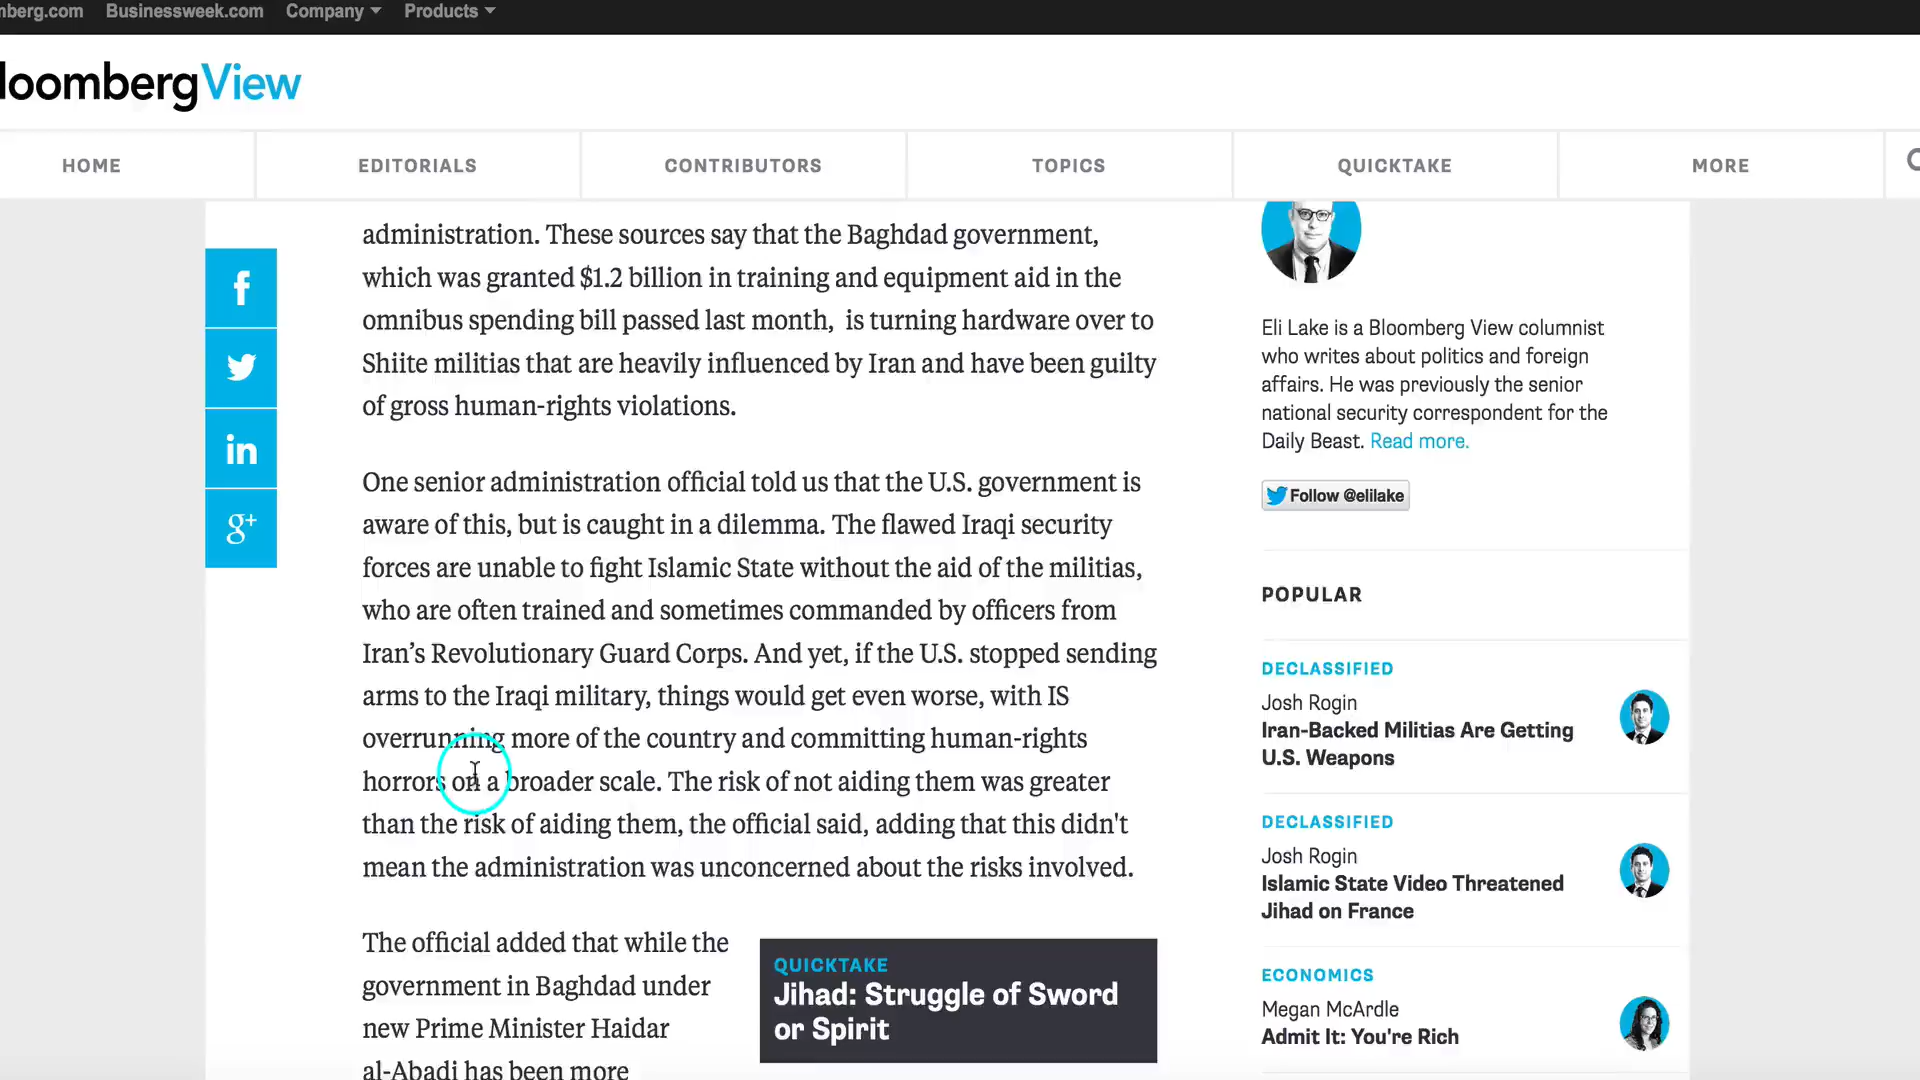 mberg.com Businessweek.com Company Products
loombergView
HOME EDITORIALS CONTRIBUTORS TOPICS QUICKTAKE MORE
administration. These sources say that the Baghdad government,
which was granted $1.2 billion in training and equipment aid in the
omnibus spending bill passed last month, is turning hardware over to
Shiite militias that are heavily influenced by Iran and have been guilty
of gross human-rights violations.
One senior administration official told us that the U.S. government is
aware of this, but is caught in a dilemma. The flawed Iraqi security
forces are unable to fight Islamic State without the aid of the militias,
who are often trained and sometimes commanded by officers from
Iran’s Revolutionary Guard Corps. And yet, if the U.S. stopped sending
arms to the Iraqi military, things would get even worse, with IS
overrunning more of the country and committing human-rights
horrors on a broader scale. The risk of not aiding them was greater
than the risk of aiding them, the official said, adding that this didn't
mean the administration was unconcerned about the risks involved.
The official added that while the
government in Baghdad under
new Prime Minister Haidar
al-Abadi has been more
QUICKTAKE
Jihad: Struggle of Sword
or Spirit
Eli Lake is a Bloomberg View columnist
who writes about politics and foreign
affairs. He was previously the senior
national security correspondent for the
Daily Beast. Read more.
Follow @elilake
POPULAR
DECLASSIFIED
Josh Rogin
Iran-Backed Militias Are Getting
U.S. Weapons
DECLASSIFIED
Josh Rogin
Islamic State Video Threatened
Jihad on France
ECONOMICS
Megan McArdle
Admit It: You're Rich